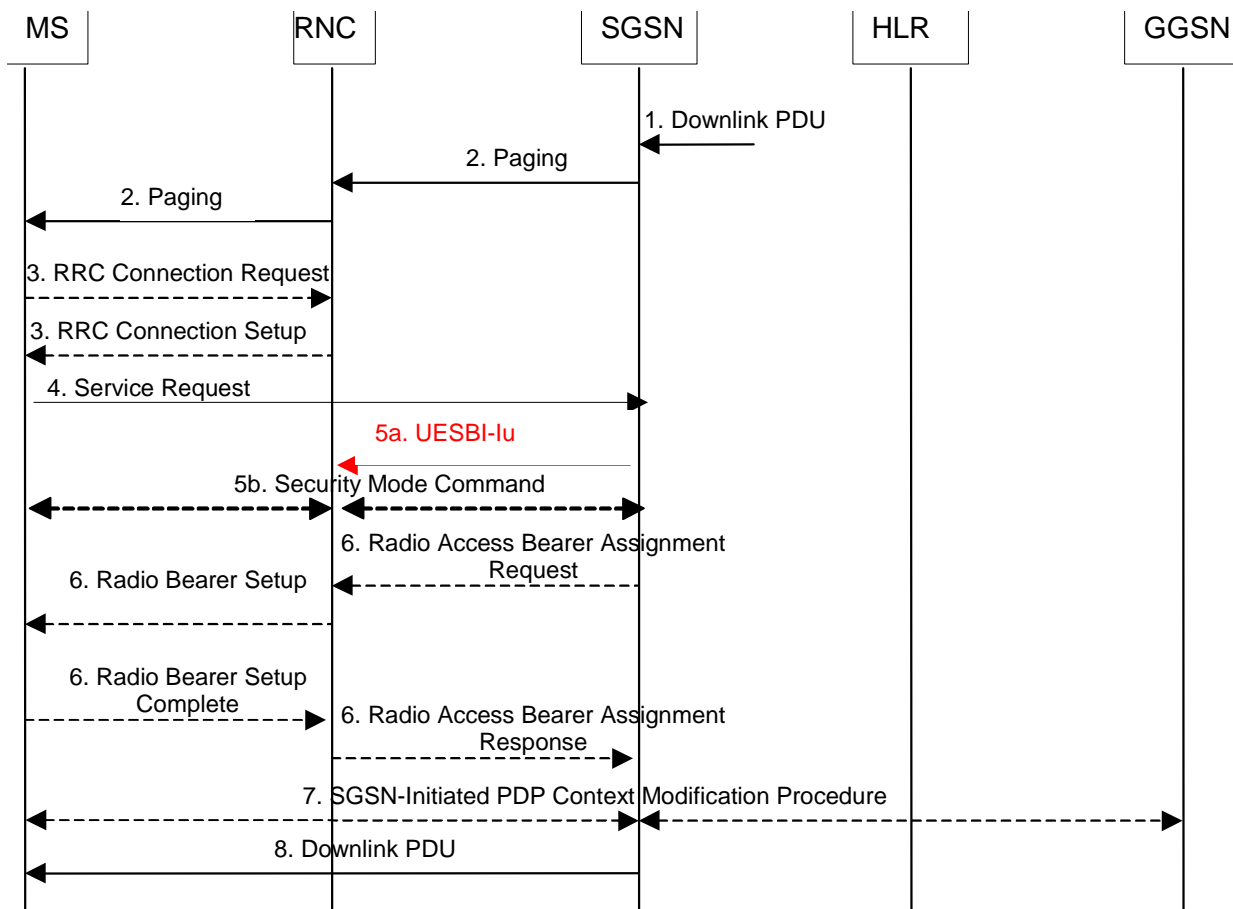 MS
RNC
SGSN
HLR
GGSN
1. Downlink PDU
2. Paging
2. Paging
3. RRC Connection Request
3. RRC Connection Setup
4. Service Request
5a. UESBI-Iu
5b. Security Mode Command
6. Radio Access Bearer Assignment
Request
6. Radio Bearer Setup
6. Radio Bearer Setup
Complete
6. Radio Access Bearer Assignment
Response
7. SGSN-Initiated PDP Context Modification Procedure
8. Downlink PDU